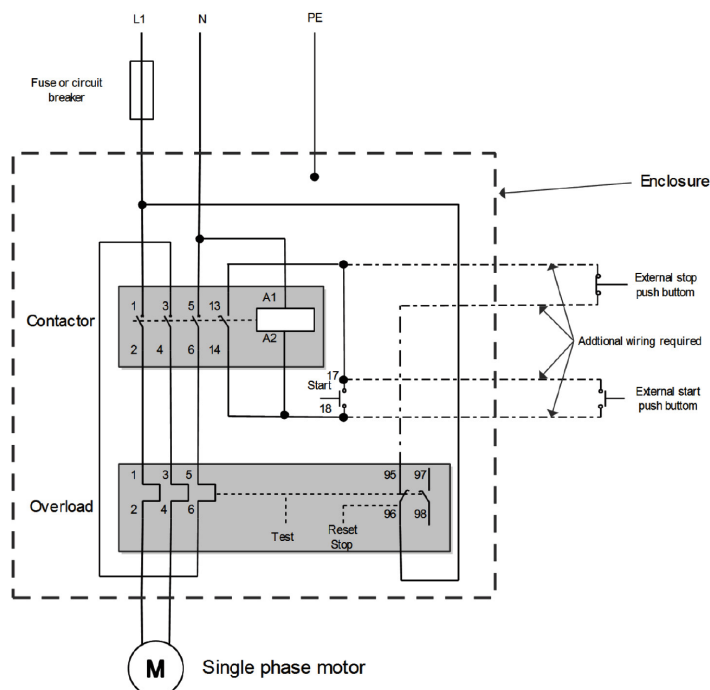 L1
N
PE
Fuse or circuit
breaker
Enclosure
A1
1
3
5
13
External stop
push buttom
Contactor
A2
2
4
6
14
Addtional wiring required
17
Start
18
External start
push buttom
1
3
5
95
97
Overload
2
4
6
96
98
Test
Reset
Stop
M
Single phase motor